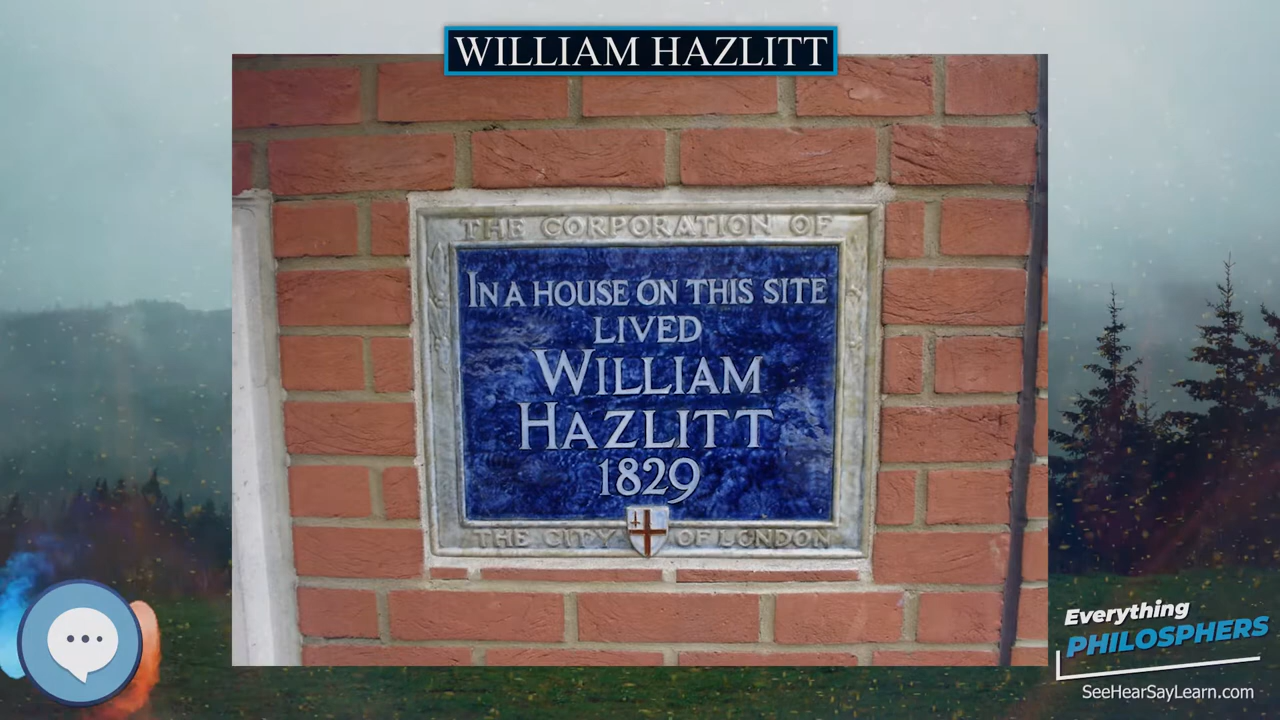 WILLIAM HAZLITT
THE CORPORATION OF
IN A HOUSE ON THIS SITE
LIVED
WILLIAM
HAZLITT
1829
THE CITY OF LONDON
Everything
PHILOSPHERS
SeeHearSayLearn.com